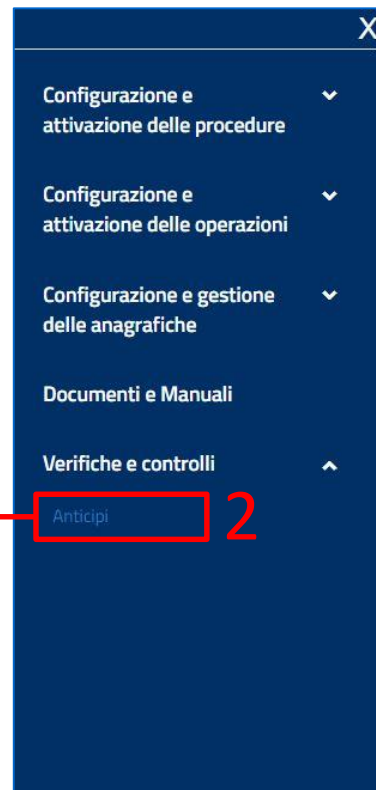 X
Configurazione e
attivazione delle procedure
Configurazione e
attivazione delle operazioni
Configurazione e gestione
delle anagrafiche
Documenti e Manuali
Verifiche e controlli
Anticipi
2